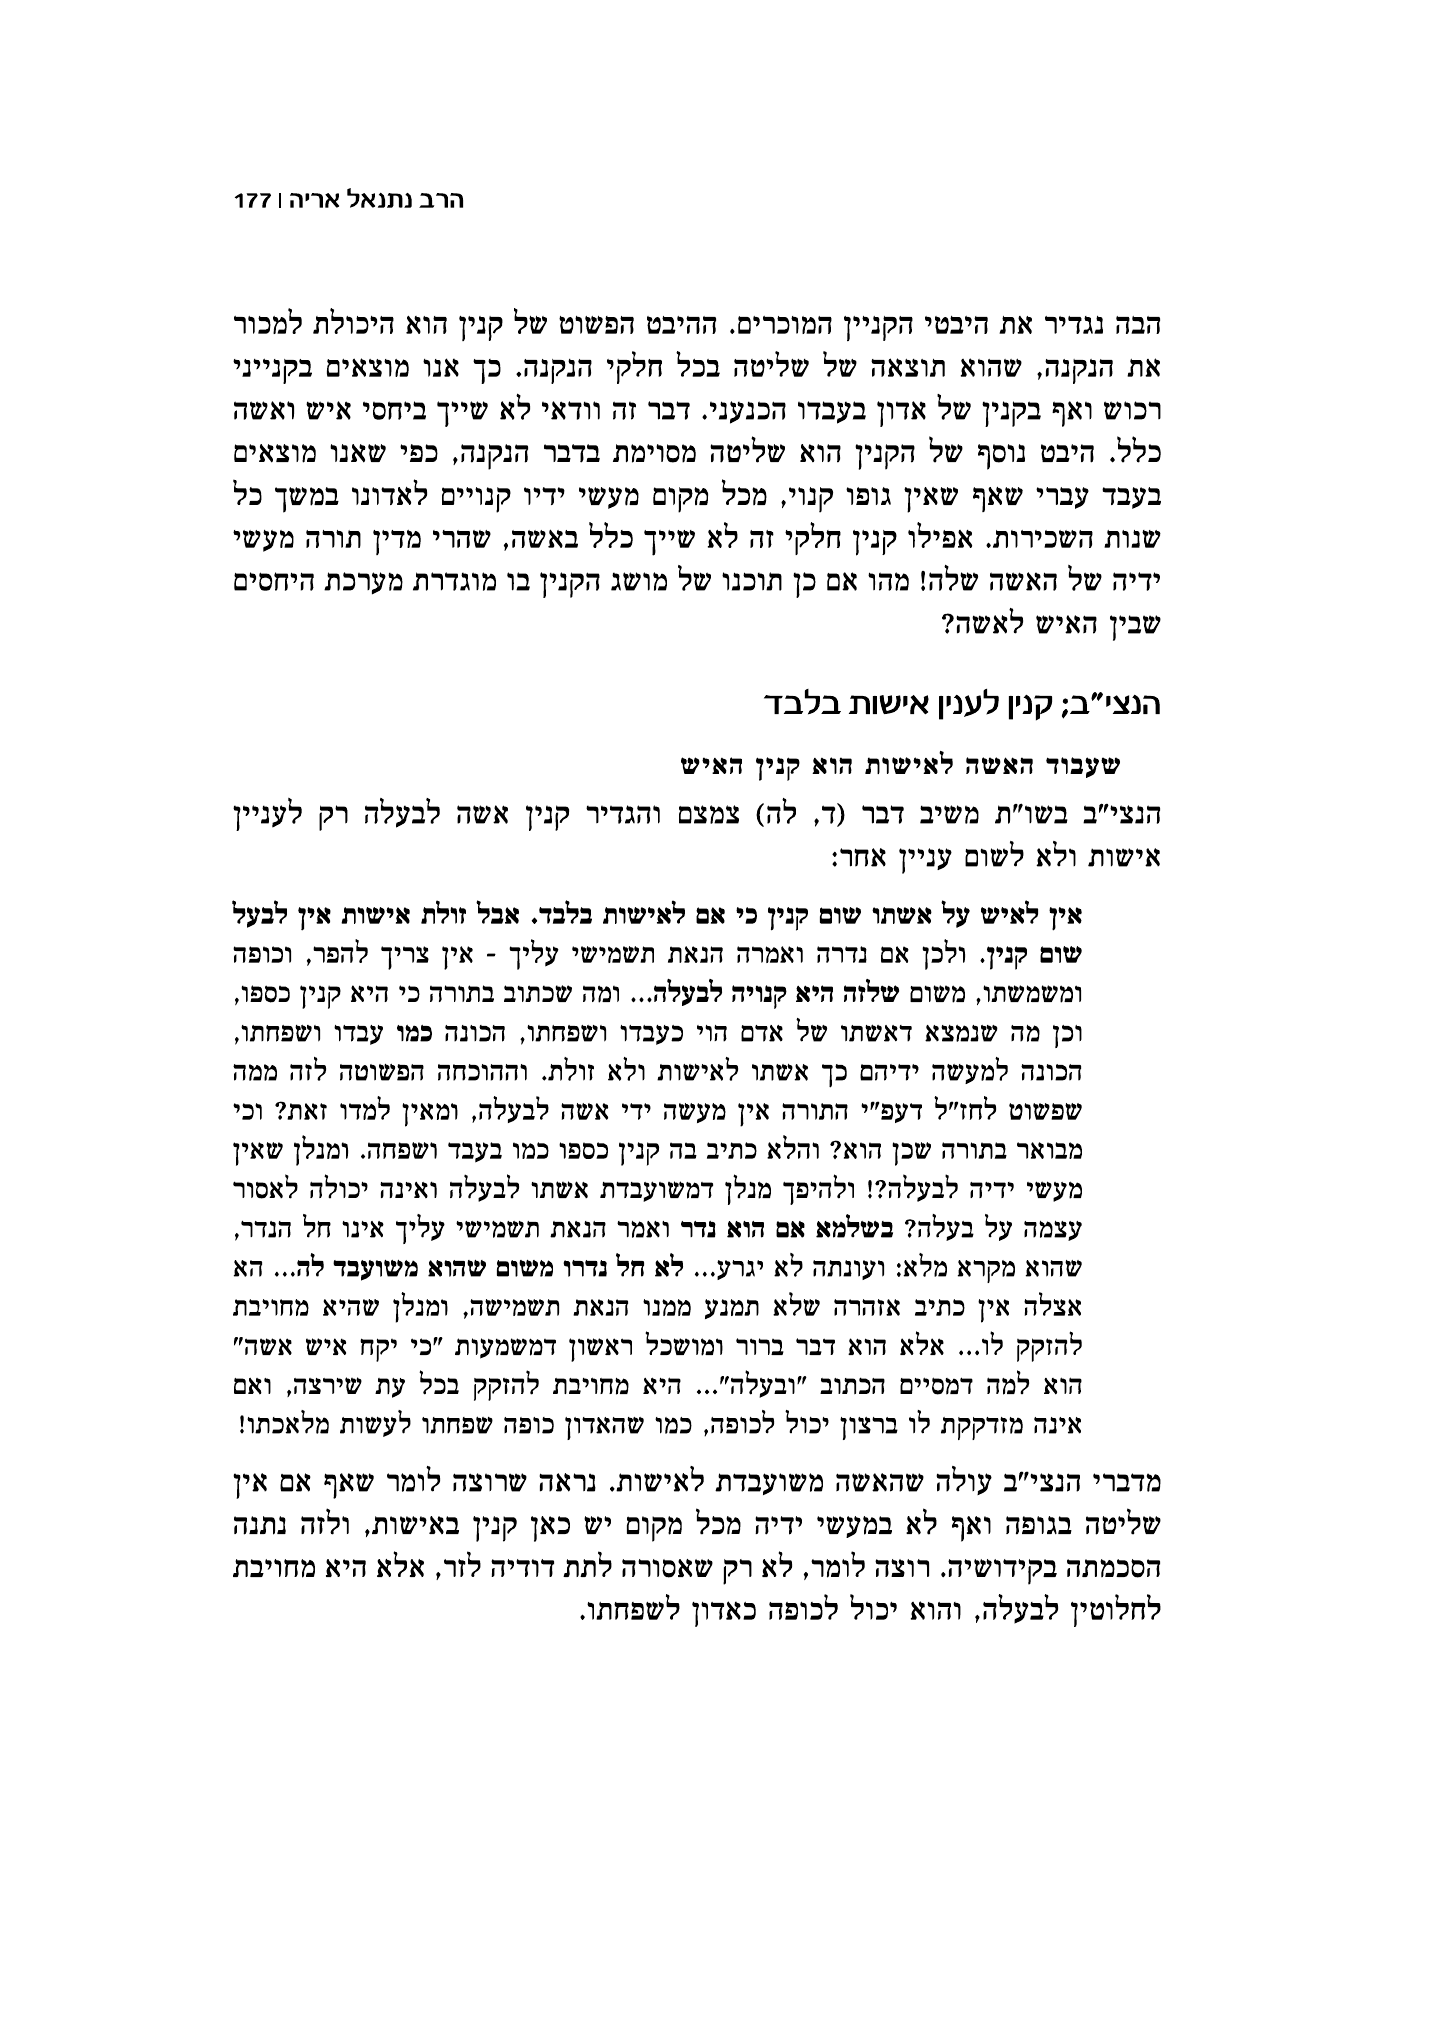 הרב נתנאל אריה | 177
הבה נגדיר את היבטי הקניין המוכרים. ההיבט הפשוט של קנין הוא היכולת למכור
את הנקנה, שהוא תוצאה של שליטה בכל חלקי הנקנה. כך אנו מוצאים בקנייני
רכוש ואף בקנין של אדון בעבדו הכנעני. דבר זה וודאי לא שייך ביחסי איש ואשה
כלל. היבט נוסף של הקנין הוא שליטה מסוימת בדבר הנקנה, כפי שאנו מוצאים
בעבד עברי שאף שאין גופו קנוי, מכל מקום מעשי ידיו קנויים לאדונו במשך כל
שנות השכירות. אפילו קנין חלקי זה לא שייך כלל באשה, שהרי מדין תורה מעשי
ידיה של האשה שלה! מהו אם כן תוכנו של מושג הקנין בו מוגדרת מערכת היחסים
שבין האיש לאשה?
הנצי"ב; קנין לענין אישות בלבד
שעבוד האשה לאישות הוא קנין האיש
הנצי"ב בשו"ת משיב דבר (ד, לה) צמצם והגדיר קנין אשה לבעלה רק לעניין
אישות ולא לשום עניין אחר:
אין לאיש על אשתו שום קנין כי אם לאישות בלבד. אבל זולת אישות אין לבעל
שום קנין. ולכן אם נדרה ואמרה הנאת תשמישי עליך - אין צריך להפר, וכופה
ומשמשתו, משום שלזה היא קנויה לבעלה... ומה שכתוב בתורה כי היא קנין כספו,
וכן מה שנמצא דאשתו של אדם הוי כעבדו ושפחתו, הכונה כמו עבדו ושפחתו,
הכונה למעשה ידיהם כך אשתו לאישות ולא זולת. וההוכחה הפשוטה לזה ממה
שפשוט לחז"ל דעפ"י התורה אין מעשה ידי אשה לבעלה, ומאין למדו זאת? וכי
מבואר בתורה שכן הוא? והלא כתיב בה קנין כספו כמו בעבד ושפחה. ומנלן שאין
מעשי ידיה לבעלה?! ולהיפך מנלן דמשועבדת אשתו לבעלה ואינה יכולה לאסור
עצמה על בעלה? בשלמא אם הוא נדר ואמר הנאת תשמישי עליך אינו חל הנדר,
שהוא מקרא מלא: ועונתה לא יגרע... לא חל נדרו משום שהוא משועבד לה... הא
אצלה אין כתיב אזהרה שלא תמנע ממנו הנאת תשמישה, ומנלן שהיא מחויבת
להזקק לו... אלא הוא דבר ברור ומושכל ראשון דמשמעות "כי יקח איש אשה"
הוא למה דמסיים הכתוב "ובעלה"... היא מחויבת להזקק בכל עת שירצה, ואם
אינה מזדקקת לו ברצון יכול לכופה, כמו שהאדון כופה שפחתו לעשות מלאכתו!
מדברי הנצי"ב עולה שהאשה משועבדת לאישות. נראה שרוצה לומר שאף אם אין
שליטה בגופה ואף לא במעשי ידיה מכל מקום יש כאן קנין באישות, ולזה נתנה
הסכמתה בקידושיה. רוצה לומר, לא רק שאסורה לתת דודיה לזר, אלא היא מחויבת
לחלוטין לבעלה, והוא יכול לכופה כאדון לשפחתו.